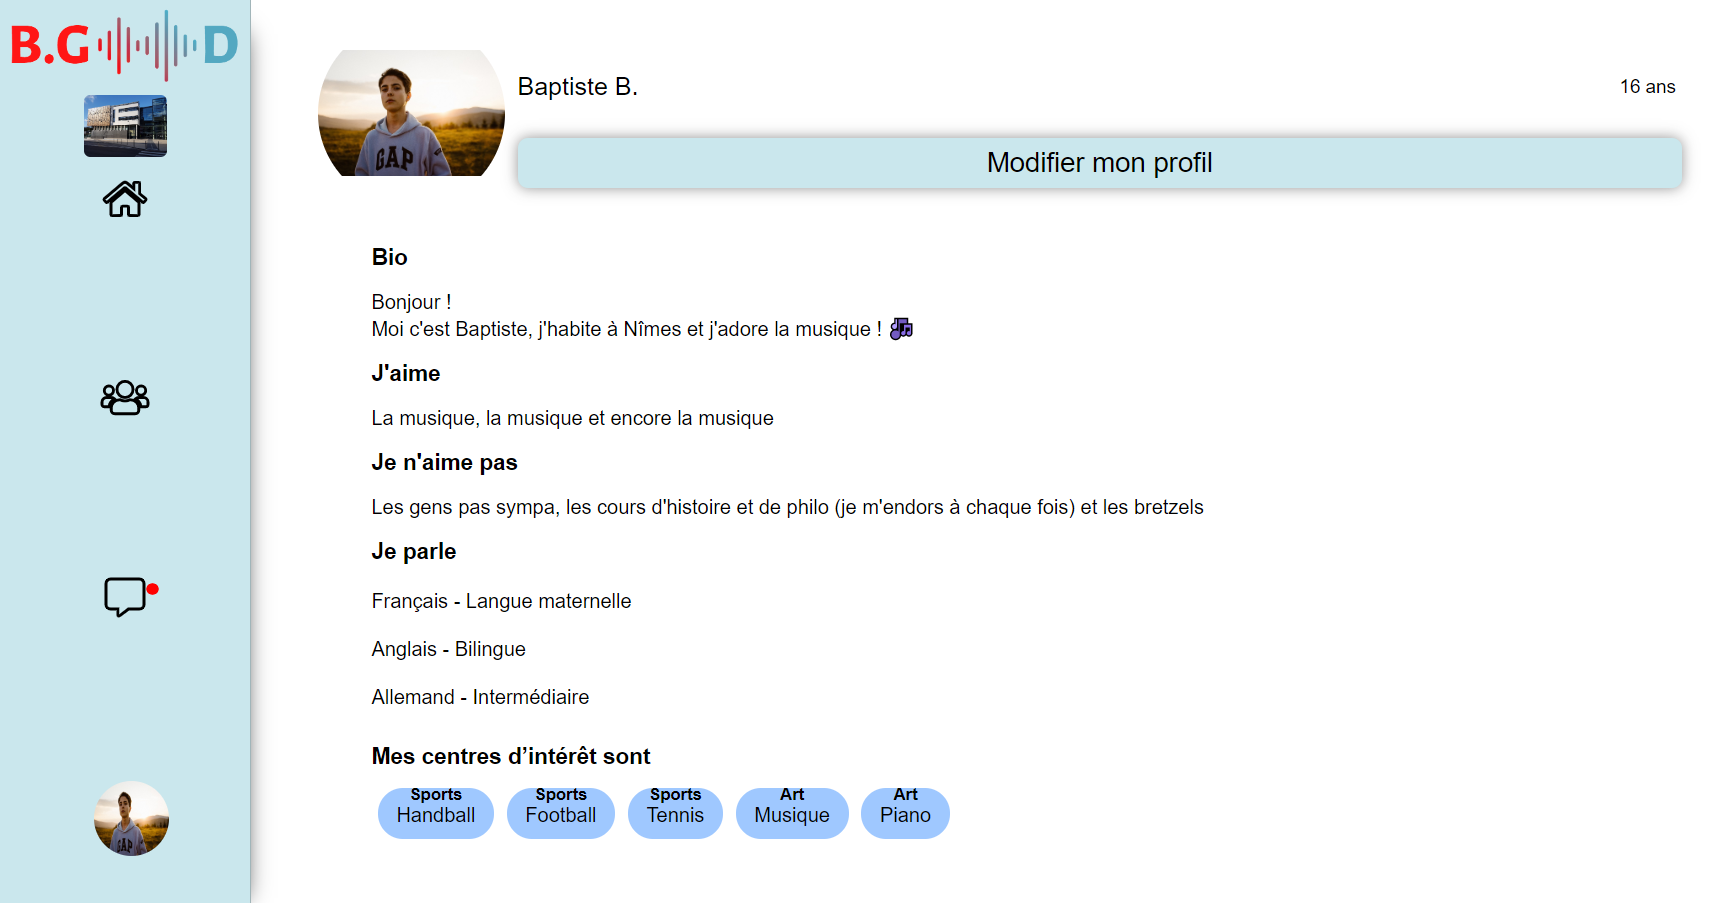 B.G D
Baptiste B.
16 ans
GAP
Modifier mon profil
Bio
Bonjour !
Moi c'est Baptiste, j'habite à Nîmes et j'adore la musique !
J'aime
La musique, la musique et encore la musique
Je n'aime pas
Les gens pas sympa, les cours d'histoire et de philo (je m'endors à chaque fois) et les bretzels
Je parle
Français - Langue maternelle
Anglais - Bilingue
Allemand - Intermédiaire
Mes centres d’intérêt sont
Sports Sports Sports Art Art
Handball Football Tennis Musique Piano
GAP